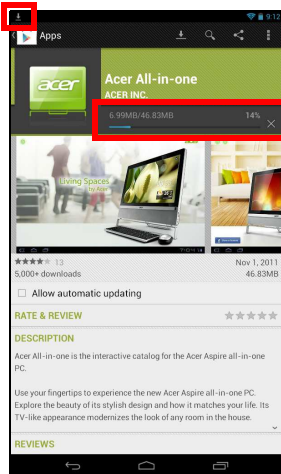 9:12
Apps
acer
Acer All-in-one
ACER INC.
6.99MB/46.83MB 14%
Living Spaces
by Acer
13
Nov 1, 2011
5,000+ downloads
46.83MB
Allow automatic updating
RATE & REVIEW
DESCRIPTION
Acer All-in-one is the interactive catalog for the Acer Aspire all-in-one
PC.
Use your fingertips to experience the new Acer Aspire all-in-one PC.
Explore the beauty of its stylish design and how it matches your life. Its
TV-like appearance modernizes the look of any room in the house.
REVIEWS